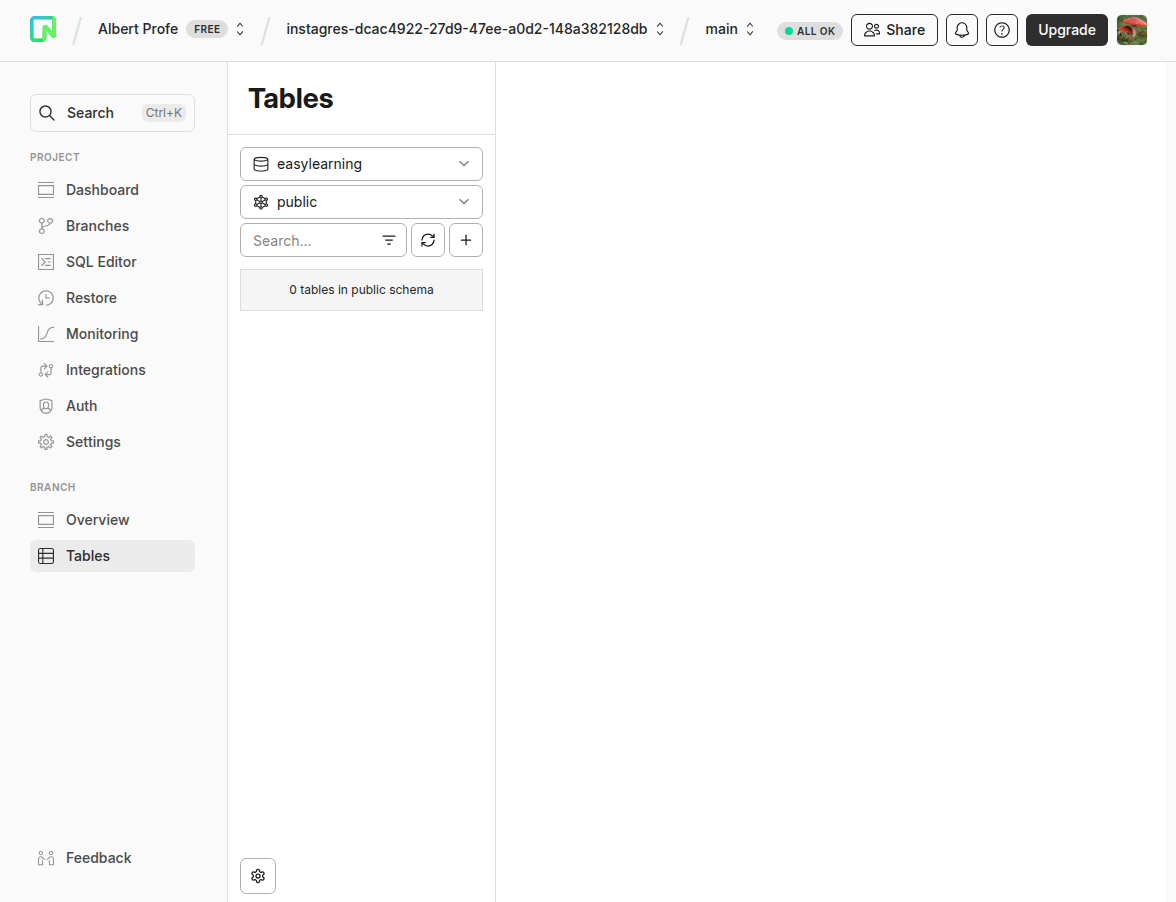 Albert Profe FREE instagres-dcac4922-27d9-47ee-a0d2-148a382128db main ALL OK Share Upgrade
Search Ctrl+K
PROJECT
Dashboard
Branches
SQL Editor
Restore
Monitoring
Integrations
Auth
Settings
BRANCH
Overview
Tables
Feedback
Tables
easylearning
public
Search...
0 tables in public schema